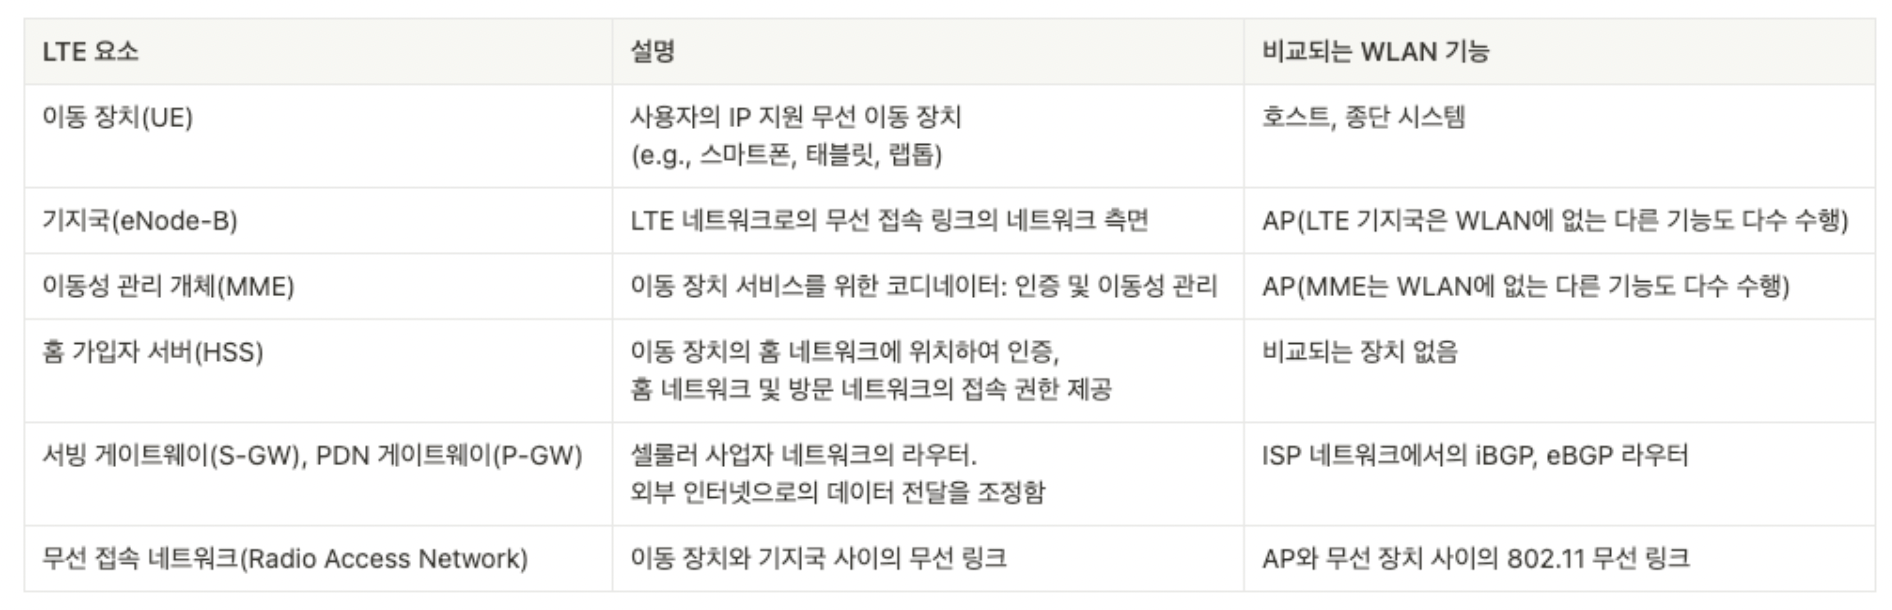 LTE 요소
설명
비교되는 WLAN 기능
이동 장치(UE)
사용자의 IP 지원 무선 이동 장치
(e.g., 스마트폰, 태블릿, 랩톱)
호스트, 종단 시스템
기지국(eNode-B)
LTE 네트워크로의 무선 접속 링크의 네트워크 측면
AP(LTE 기지국은 WLAN에 없는 다른 기능도 다수 수행)
이동성 관리 개체(MME)
이동 장치 서비스를 위한 코디네이터: 인증 및 이동성 관리
AP(MME는 WLAN에 없는 다른 기능도 다수 수행)
홈 가입자 서버(HSS)
이동 장치의 홈 네트워크에 위치하여 인증,
홈 네트워크 및 방문 네트워크의 접속 권한 제공
비교되는 장치 없음
서빙 게이트웨이(S-GW), PDN 게이트웨이(P-GW)
셀룰러 사업자 네트워크의 라우터.
외부 인터넷으로의 데이터 전달을 조정함
ISP 네트워크에서의 iBGP, eBGP 라우터
무선 접속 네트워크(Radio Access Network)
이동 장치와 기지국 사이의 무선 링크
AP와 무선 장치 사이의 802.11 무선 링크